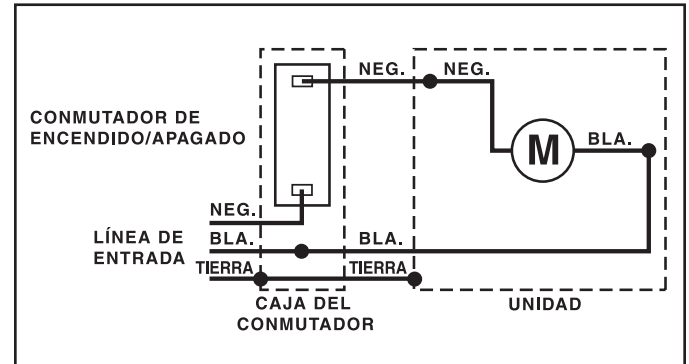 NEG.
NEG.
CONMUTADOR DE
ENCENDIDO/APAGADO
M
BLA.
NEG.
LÍNEA DE
ENTRADA
BLA.
BLA.
TIERRA
TIERRA
CAJA DEL
CONMUTADOR
UNIDAD